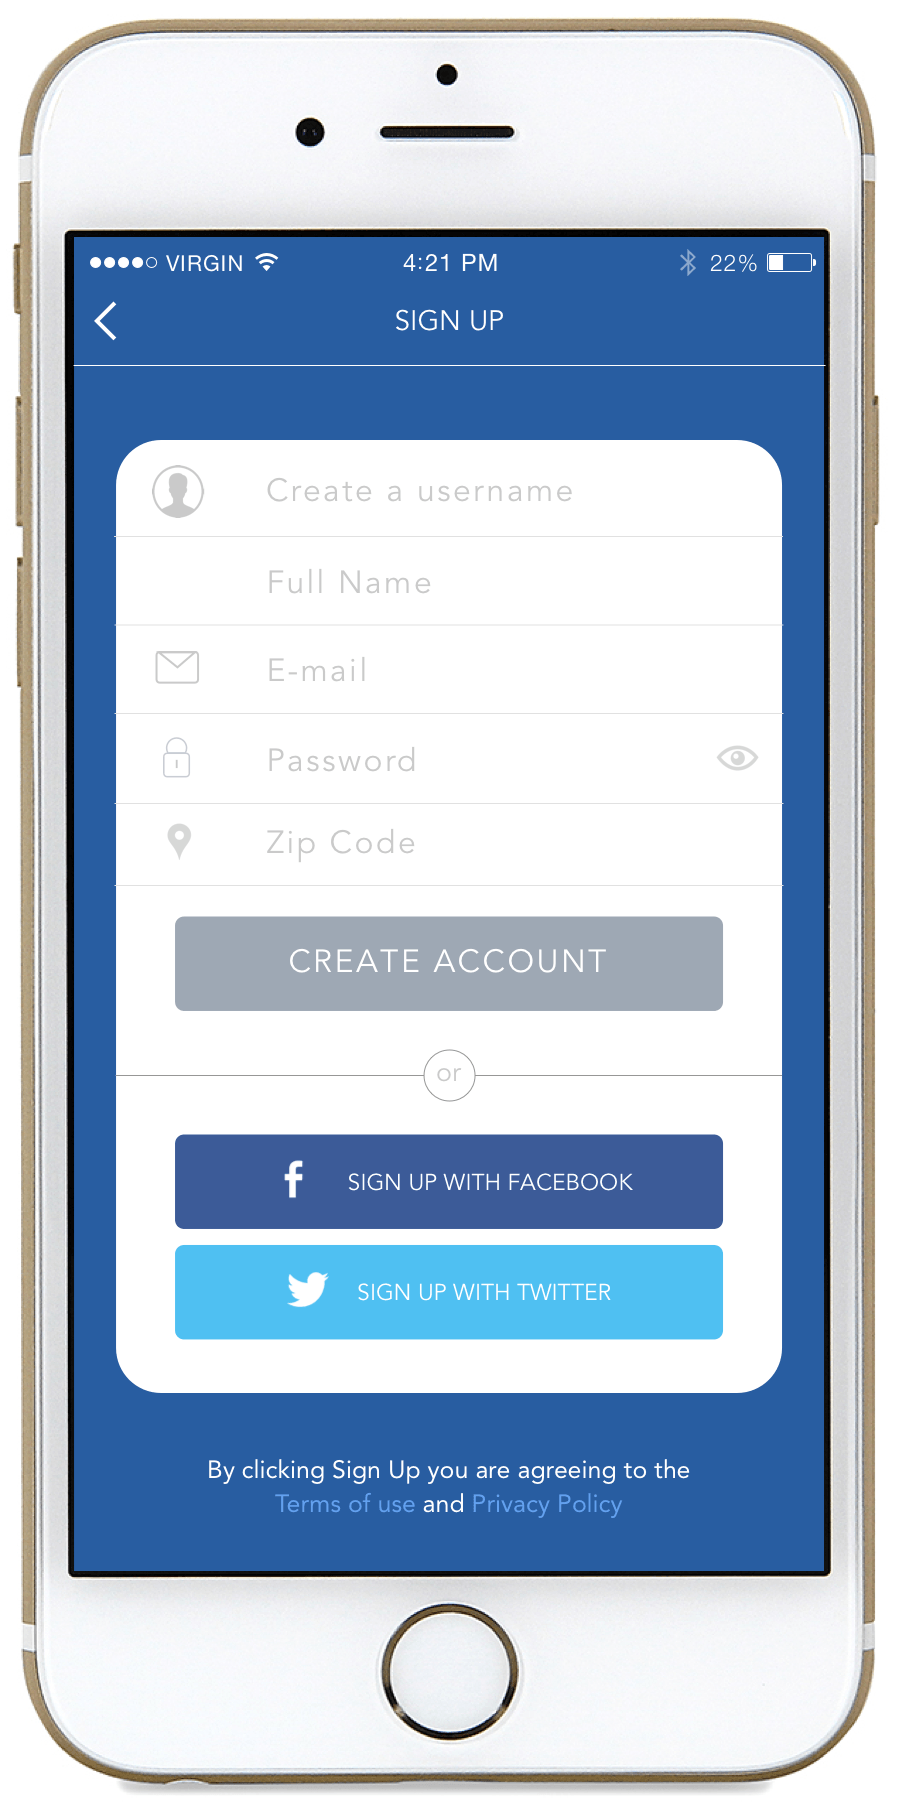 VIRGIN 4:21 PM 22%
SIGN UP
Create a username
Full Name
E-mail
Password
Zip Code
CREATE ACCOUNT
or
SIGN UP WITH FACEBOOK
SIGN UP WITH TWITTER
By clicking Sign Up you are agreeing to the
Terms of use and Privacy Policy